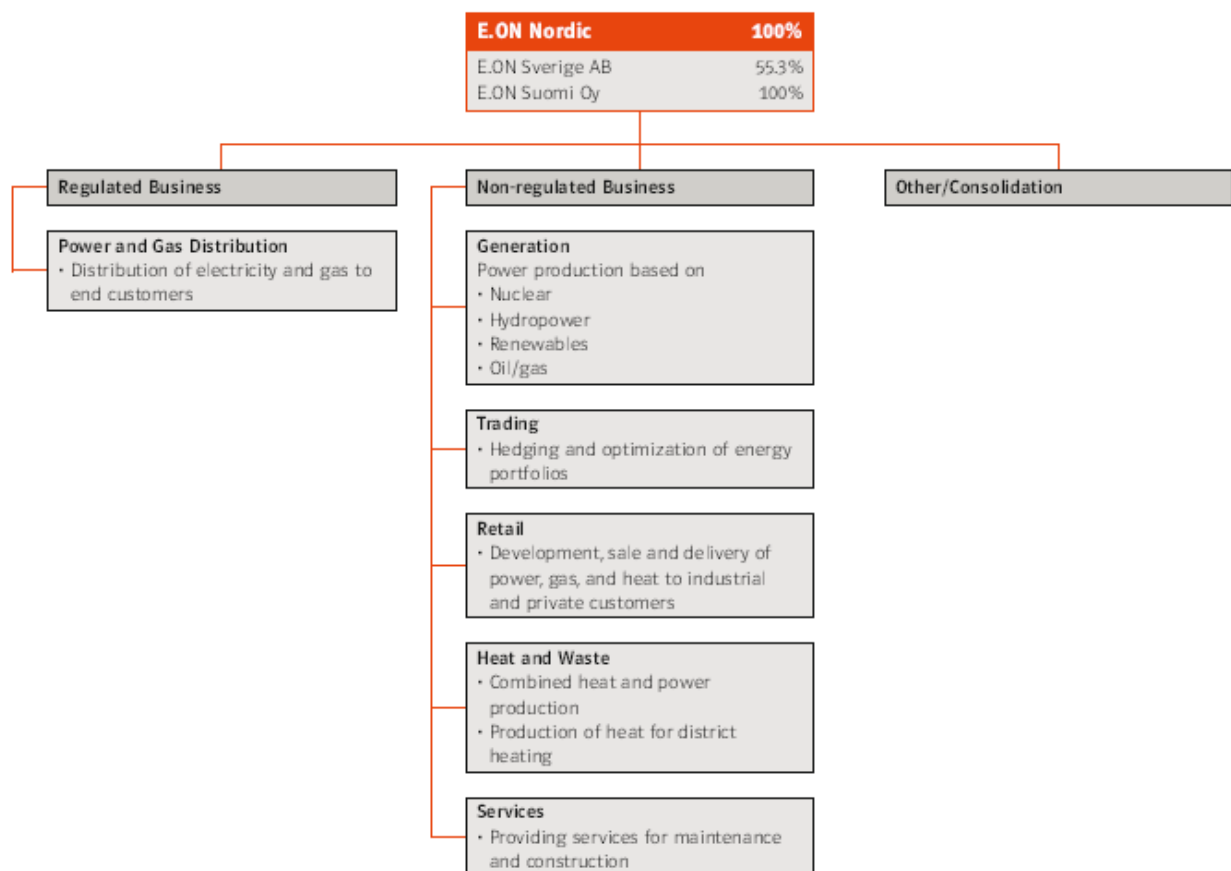 E.ON Nordic 100%
E.ON Sverige AB 55.3%
E.ON Suomi Oy 100%
Regulated Business
Non-regulated Business
Other/Consolidation
Power and Gas Distribution
· Distribution of electricity and gas to
end customers
Generation
Power production based on
· Nuclear
· Hydropower
· Renewables
· Oil/gas
Trading
· Hedging and optimization of energy
portfolios
Retail
· Development, sale and delivery of
power, gas, and heat to industrial
and private customers
Heat and Waste
· Combined heat and power
production
· Production of heat for district
heating
Services
· Providing services for maintenance
and construction